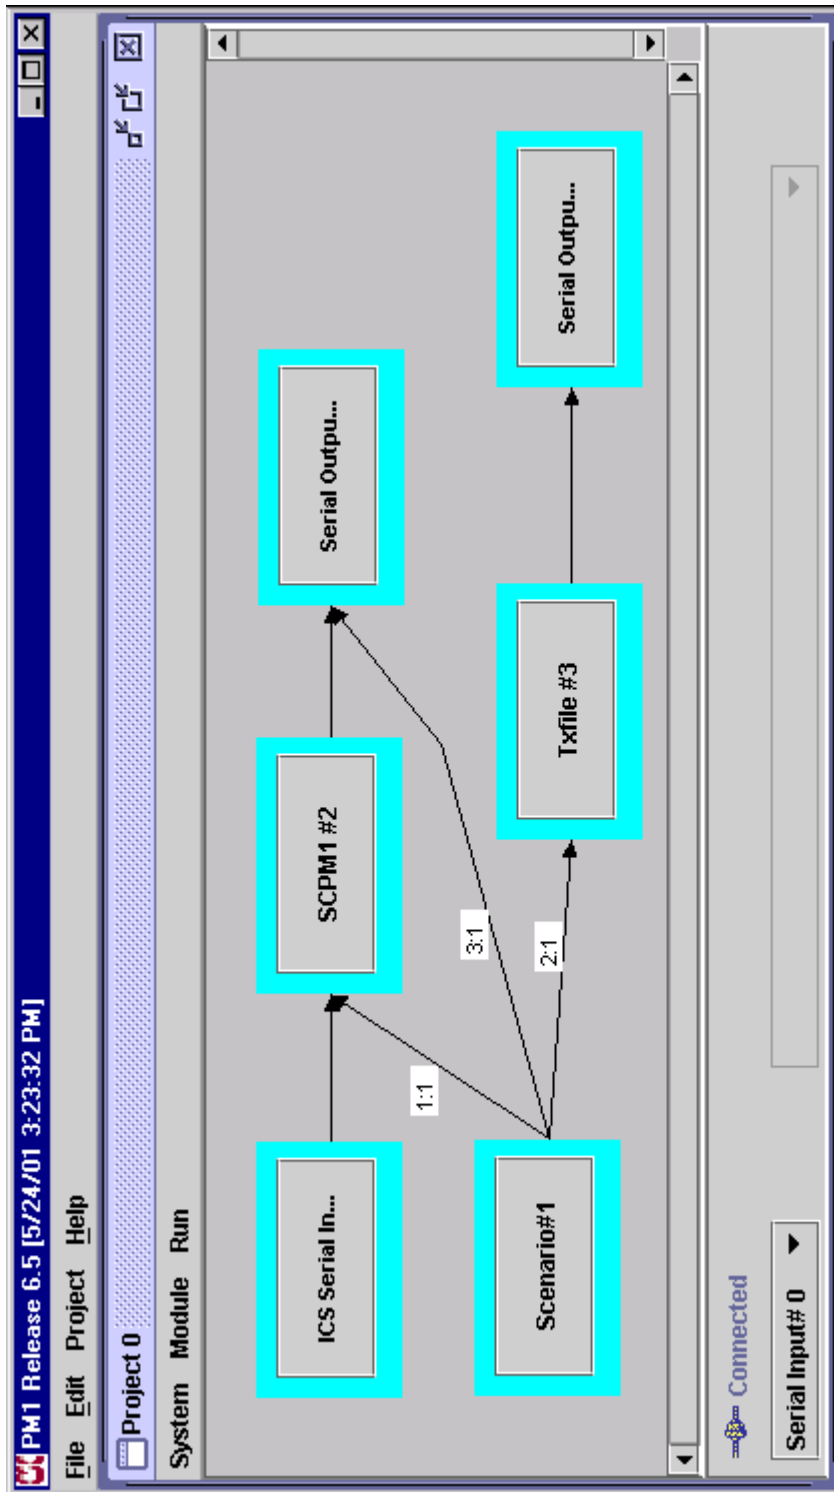 PM1 Release 6.5 [5/24/01 3:23:32 PM]
File Edit Project Help
Project 0
System Module Run
ICS Serial In...
SCPM1 #2
Serial Outpu...
1:1
3:1
2:1
Scenario#1
Txfile #3
Serial Outpu...
Connected
Serial Input# 0